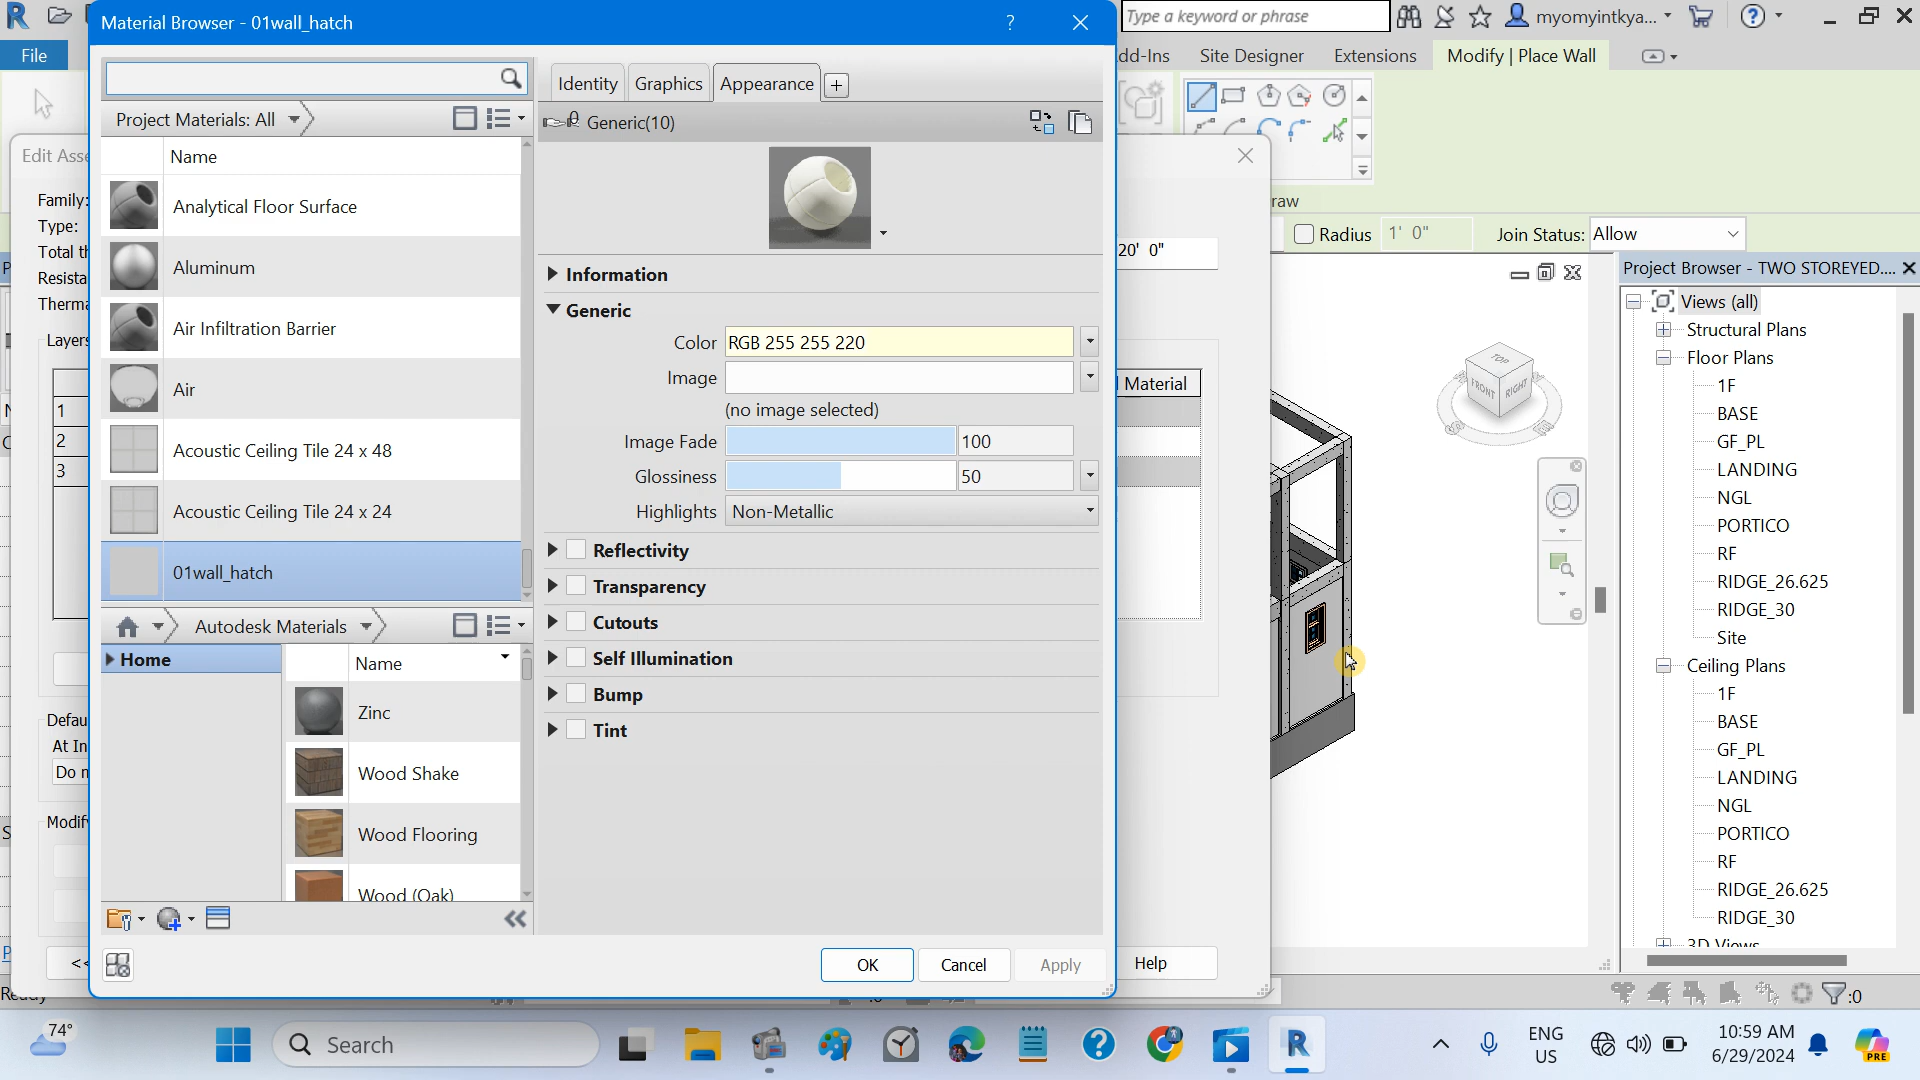 Material Browser - 01wall_hatch
?
Type a keyword or phrase
myomyintkya...
File
dd-Ins
Site Designer
Extensions
Modify | Place Wall
Identity
Graphics
Appearance
Project Materials: All
Generic(10)
Edit Asse
Name
raw
Family:
Analytical Floor Surface
Type:
Radius
1' 0"
Join Status:
Allow
Total th
20' 0"
Aluminum
Project Browser - TWO STOREYED....
Resista
Information
Views (all)
Therma
Generic
Air Infiltration Barrier
Structural Plans
Layers
Color
RGB 255 255 220
Floor Plans
TOP
FRONT
RIGHT
Image
Material
Air
1F
(no image selected)
BASE
1
Image Fade
100
GF_PL
2
Acoustic Ceiling Tile 24 x 48
LANDING
3
Glossiness
50
NGL
Highlights
Non-Metallic
Acoustic Ceiling Tile 24 x 24
PORTICO
Reflectivity
RF
01wall_hatch
Transparency
RIDGE_26.625
Cutouts
RIDGE_30
Autodesk Materials
Site
Home
Name
Self Illumination
Ceiling Plans
1F
Zinc
Bump
BASE
Defau
Tint
At In
GF_PL
Do n
Wood Shake
LANDING
NGL
Modify
Wood Flooring
PORTICO
RF
Wood (Oak)
RIDGE_26.625
RIDGE_30
3D Views
<<
OK
Cancel
Apply
Help
Ready
:0
74°
Search
ENG
US
10:59 AM
6/29/2024
PRE